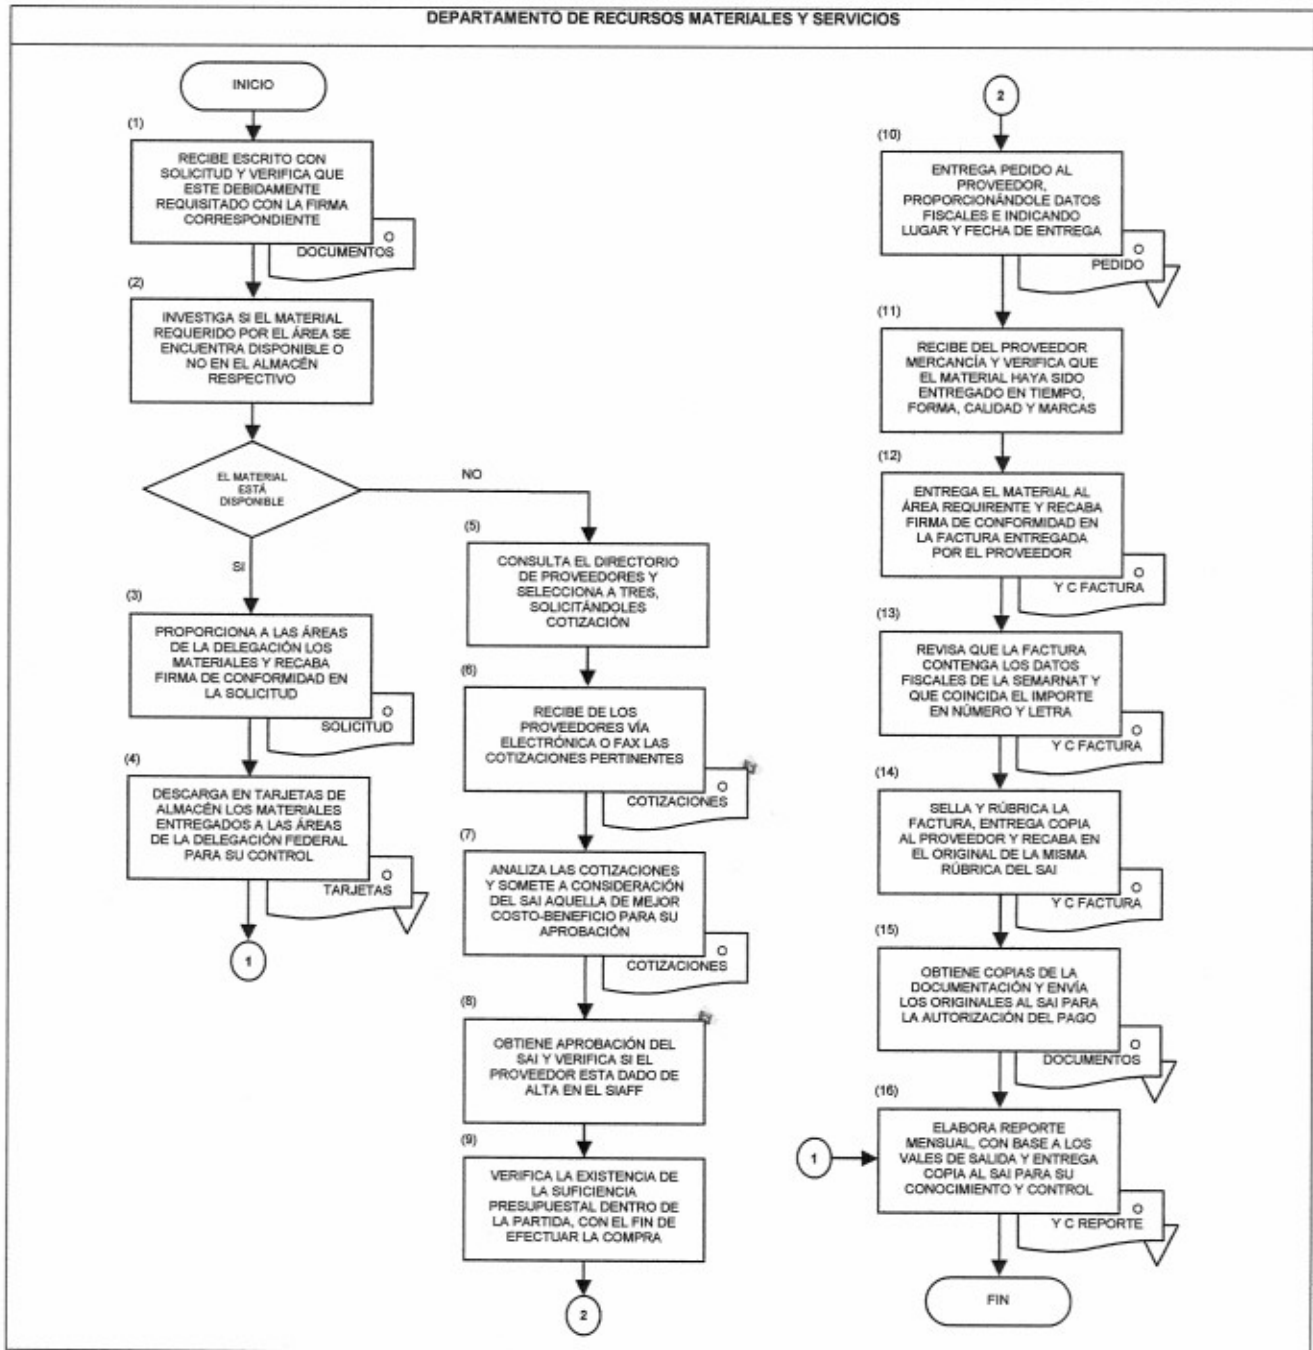 DEPARTAMENTO DE RECURSOS MATERIALES Y SERVICIOS
INICIO
(1)
RECIBE ESCRITO CON
SOLICITUD Y VERIFICA QUE
ESTE DEBIDAMENTE
REQUISITADO CON LA FIRMA
CORRESPONDIENTE
O
DOCUMENTOS
(2)
INVESTIGA SI EL MATERIAL
REQUERIDO POR EL ÁREA SE
ENCUENTRA DISPONIBLE O
NO EN EL ALMACÉN
RESPECTIVO
EL MATERIAL
ESTÁ
DISPONIBLE
NO
SI
(3)
PROPORCIONA A LAS ÁREAS
DE LA DELEGACIÓN LOS
MATERIALES Y RECABA
FIRMA DE CONFORMIDAD EN
LA SOLICITUD
O
SOLICITUD
(4)
DESCARGA EN TARJETAS DE
ALMACÉN LOS MATERIALES
ENTREGADOS A LAS ÁREAS
DE LA DELEGACIÓN FEDERAL
PARA SU CONTROL
O
TARJETAS
1
(5)
CONSULTA EL DIRECTORIO
DE PROVEEDORES Y
SELECCIONA A TRES,
SOLICITÁNDOLES
COTIZACIÓN
(6)
RECIBE DE LOS
PROVEEDORES VÍA
ELECTRÓNICA O FAX LAS
COTIZACIONES PERTINENTES
O
COTIZACIONES
(7)
ANALIZA LAS COTIZACIONES
Y SOMETE A CONSIDERACIÓN
DEL SAI AQUELLA DE MEJOR
COSTO-BENEFICIO PARA SU
APROBACIÓN
O
COTIZACIONES
(8)
OBTIENE APROBACIÓN DEL
SAI Y VERIFICA SI EL
PROVEEDOR ESTA DADO DE
ALTA EN EL SIAFF
(9)
VERIFICA LA EXISTENCIA DE
LA SUFICIENCIA
PRESUPUESTAL DENTRO DE
LA PARTIDA, CON EL FIN DE
EFECTUAR LA COMPRA
2
2
(10)
ENTREGA PEDIDO AL
PROVEEDOR,
PROPORCIONÁNDOLE DATOS
FISCALES E INDICANDO
LUGAR Y FECHA DE ENTREGA
O
PEDIDO
(11)
RECIBE DEL PROVEEDOR
MERCANCÍA Y VERIFICA QUE
EL MATERIAL HAYA SIDO
ENTREGADO EN TIEMPO,
FORMA, CALIDAD Y MARCAS
(12)
ENTREGA EL MATERIAL AL
ÁREA REQUIRENTE Y RECABA
FIRMA DE CONFORMIDAD EN
LA FACTURA ENTREGADA
POR EL PROVEEDOR
O
Y C FACTURA
(13)
REVISA QUE LA FACTURA
CONTENGA LOS DATOS
FISCALES DE LA SEMARNAT Y
QUE COINCIDA EL IMPORTE
EN NÚMERO Y LETRA
O
Y C FACTURA
(14)
SELLA Y RÚBRICA LA
FACTURA, ENTREGA COPIA
AL PROVEEDOR Y RECABA EN
EL ORIGINAL DE LA MISMA
RÚBRICA DEL SAI
O
Y C FACTURA
(15)
OBTIENE COPIAS DE LA
DOCUMENTACIÓN Y ENVÍA
LOS ORIGINALES AL SAI PARA
LA AUTORIZACIÓN DEL PAGO
O
DOCUMENTOS
(16)
1
ELABORA REPORTE
MENSUAL, CON BASE A LOS
VALES DE SALIDA Y ENTREGA
COPIA AL SAI PARA SU
CONOCIMIENTO Y CONTROL
O
Y C REPORTE
FIN